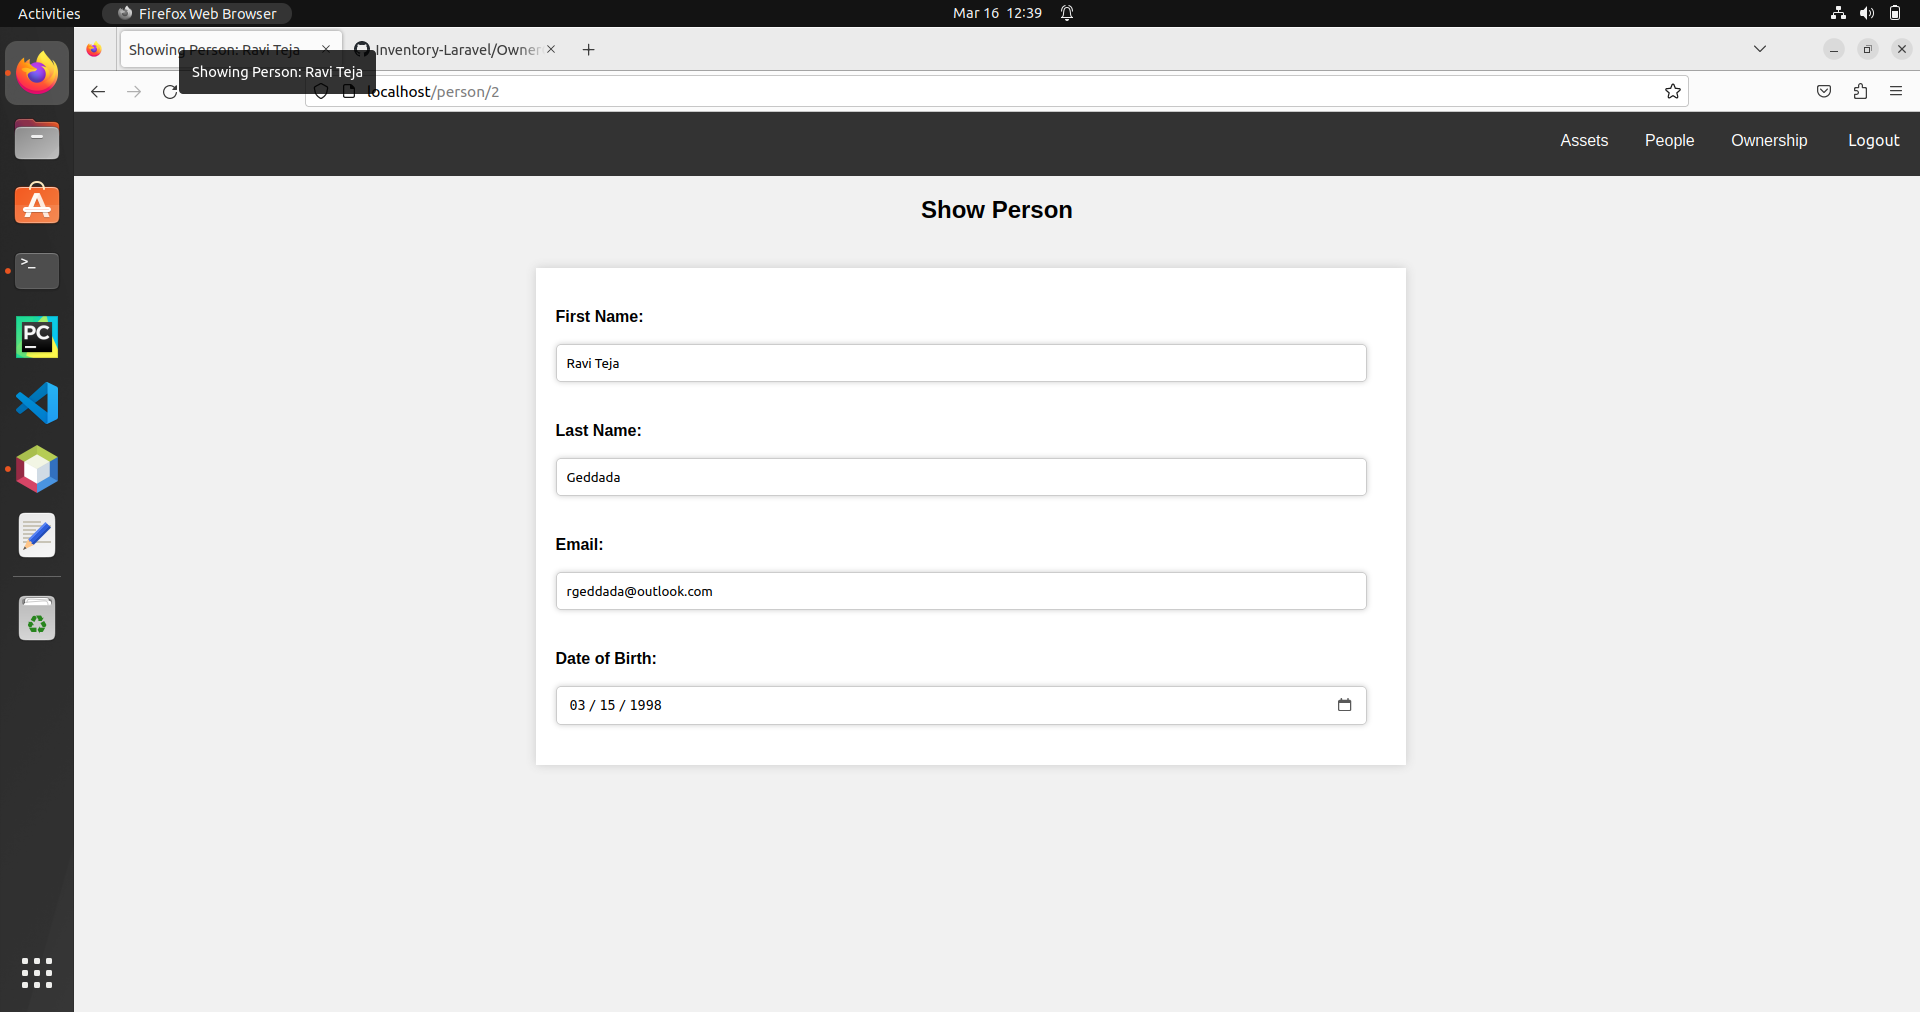 Activities Firefox Web Browser Mar 16 12:39
Showing Person: Ravi Teja Inventory-Laravel/Owner
Showing Person: Ravi Teja
localhost/person/2
Assets People Ownership Logout
Show Person
First Name:
Ravi Teja
Last Name:
Geddada
Email:
rgeddada@outlook.com
Date of Birth:
03 / 15 / 1998
PC
>_